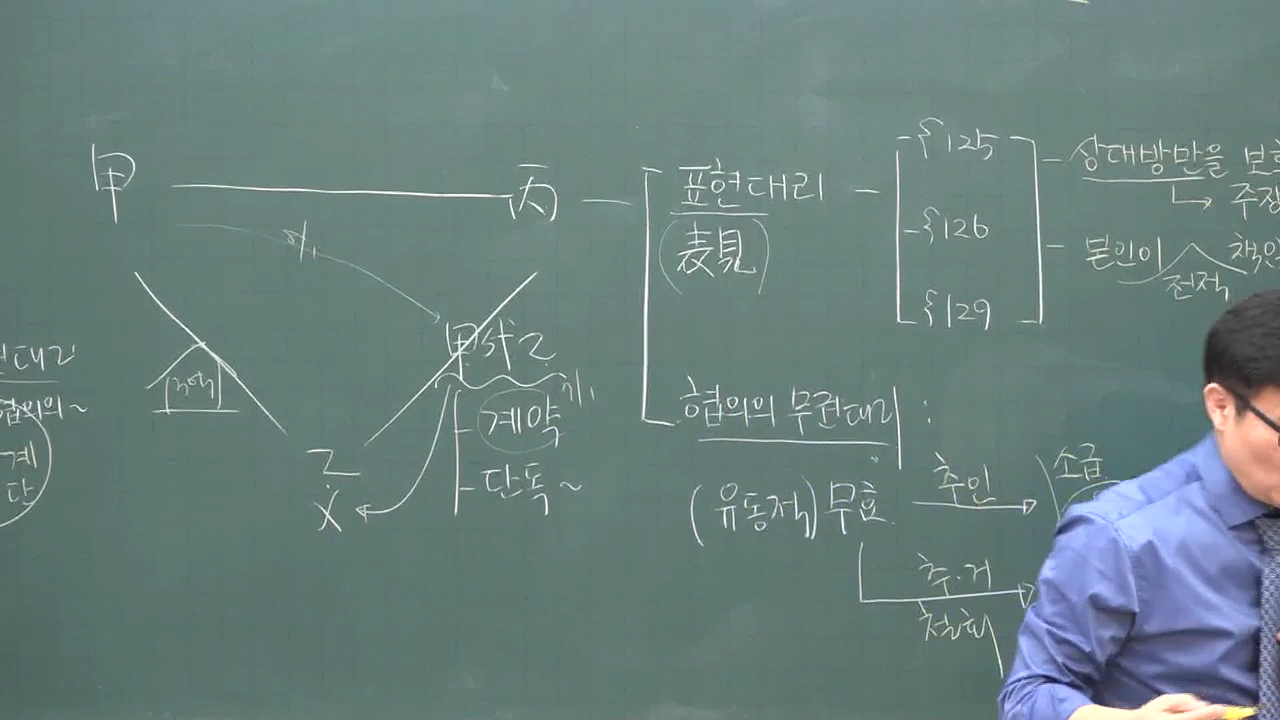 甲
丙
표현대리
(表見)
§125
§126
§129
상대방만을 보호
↳ 주장
본인이
전적
책임
甲 st 乙
계약
단독~
乙
X
대리
협의의~
계
단
협의의 무권대리 :
(유동적) 무효
추인
소급
추·거
철회